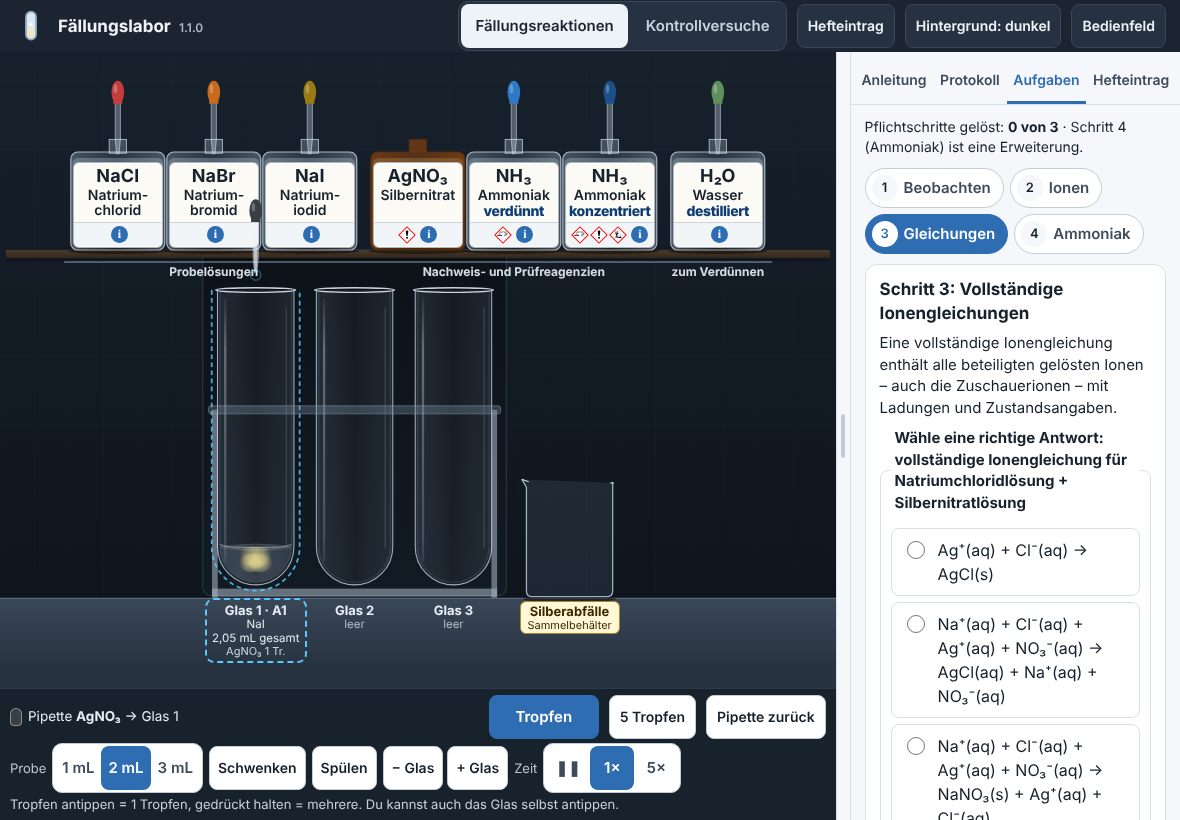 Fällungslabor 1.1.0
Fällungsreaktionen
Kontrollversuche
Hefteintrag
Hintergrund: dunkel
Bedienfeld
NaCl
Natrium-
chlorid
NaBr
Natrium-
bromid
NaI
Natrium-
iodid
AgNO₃
Silbernitrat
NH₃
Ammoniak
verdünnt
NH₃
Ammoniak
konzentriert
H₂O
Wasser
destilliert
Probelösungen
Nachweis- und Prüfreagenzien
zum Verdünnen
Glas 1 · A1
NaI
2,05 mL gesamt
AgNO₃ 1 Tr.
Glas 2
leer
Glas 3
leer
Silberabfälle
Sammelbehälter
Pipette AgNO₃ → Glas 1
Tropfen
5 Tropfen
Pipette zurück
Probe
1 mL
2 mL
3 mL
Schwenken
Spülen
− Glas
+ Glas
Zeit
1×
5×
Tropfen antippen = 1 Tropfen, gedrückt halten = mehrere. Du kannst auch das Glas selbst antippen.
Anleitung
Protokoll
Aufgaben
Hefteintrag
Pflichtschritte gelöst: 0 von 3 · Schritt 4
(Ammoniak) ist eine Erweiterung.
1 Beobachten
2 Ionen
3 Gleichungen
4 Ammoniak
Schritt 3: Vollständige
Ionengleichungen
Eine vollständige Ionengleichung
enthält alle beteiligten gelösten Ionen
– auch die Zuschauerionen – mit
Ladungen und Zustandsangaben.
Wähle eine richtige Antwort:
vollständige Ionengleichung für
Natriumchloridlösung +
Silbernitratlösung
Ag⁺(aq) + Cl⁻(aq) →
AgCl(s)
Na⁺(aq) + Cl⁻(aq) +
Ag⁺(aq) + NO₃⁻(aq) →
AgCl(aq) + Na⁺(aq) +
NO₃⁻(aq)
Na⁺(aq) + Cl⁻(aq) +
Ag⁺(aq) + NO₃⁻(aq) →
NaNO₃(s) + Ag⁺(aq) +
Cl⁻(aq)